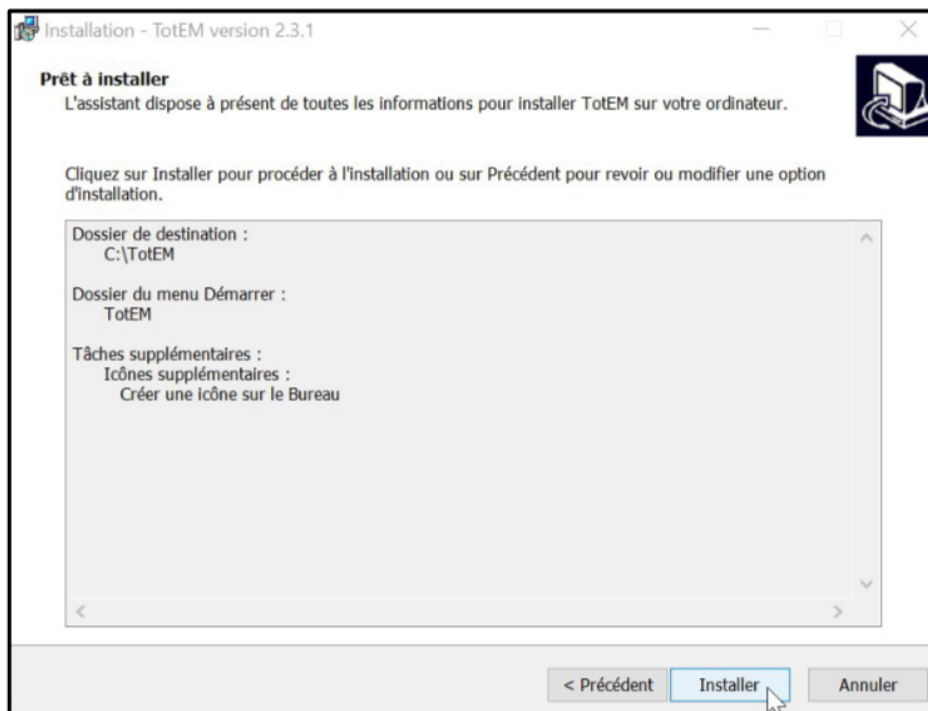 Installation - TotEM version 2.3.1
Prêt à installer
L'assistant dispose à présent de toutes les informations pour installer TotEM sur votre ordinateur.
Cliquez sur Installer pour procéder à l'installation ou sur Précédent pour revoir ou modifier une option
d'installation.
Dossier de destination :
C:\TotEM
Dossier du menu Démarrer :
TotEM
Tâches supplémentaires :
Icônes supplémentaires :
Créer une icône sur le Bureau
< Précédent
Installer
Annuler